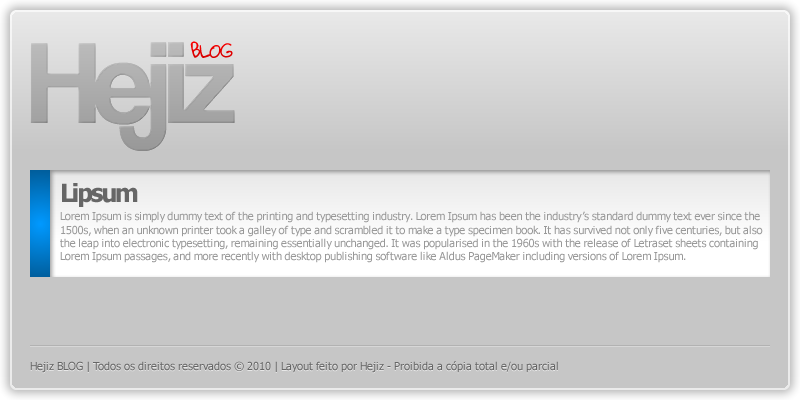 Hejiz BLOG
Lipsum
Lorem Ipsum is simply dummy text of the printing and typesetting industry. Lorem Ipsum has been the industry's standard dummy text ever since the
1500s, when an unknown printer took a galley of type and scrambled it to make a type specimen book. It has survived not only five centuries, but also
the leap into electronic typesetting, remaining essentially unchanged. It was popularised in the 1960s with the release of Letraset sheets containing
Lorem Ipsum passages, and more recently with desktop publishing software like Aldus PageMaker including versions of Lorem Ipsum.
Hejiz BLOG | Todos os direitos reservados © 2010 | Layout feito por Hejiz - Proibida a cópia total e/ou parcial